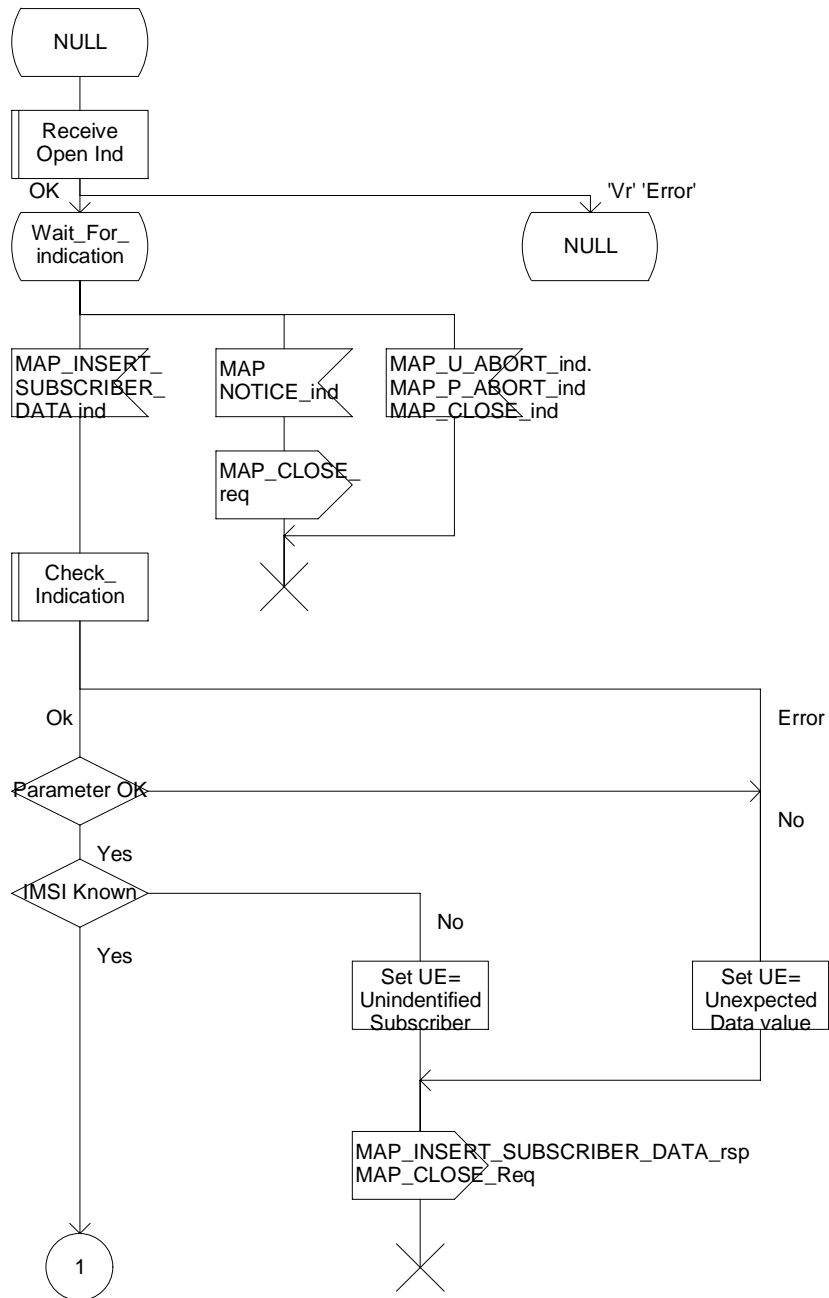 NULL
Receive
Open Ind
OK
'Vr' 'Error'
Wait_For_
indication
NULL
MAP_INSERT_
SUBSCRIBER_
DATA ind
MAP
NOTICE_ind
MAP_U_ABORT_ind.
MAP_P_ABORT_ind
MAP_CLOSE_ind
MAP_CLOSE_
req
Check_
Indication
Ok
Error
Parameter OK
No
Yes
IMSI Known
No
Yes
Set UE=
Unindentified
Subscriber
Set UE=
Unexpected
Data value
MAP_INSERT_SUBSCRIBER_DATA_rsp
MAP_CLOSE_Req
1